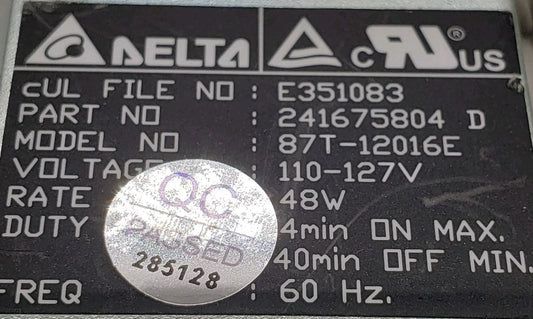 DELTA c RU ® US
cUL FILE NO : E351083
PART NO : 241675804 D
MODEL NO : 87T-12016E
VOLTAGE : 110-127V
RATE : 48W
DUTY : 4min ON MAX.
40min OFF MIN.
FREQ : 60 Hz.
QC
PASSED
285128